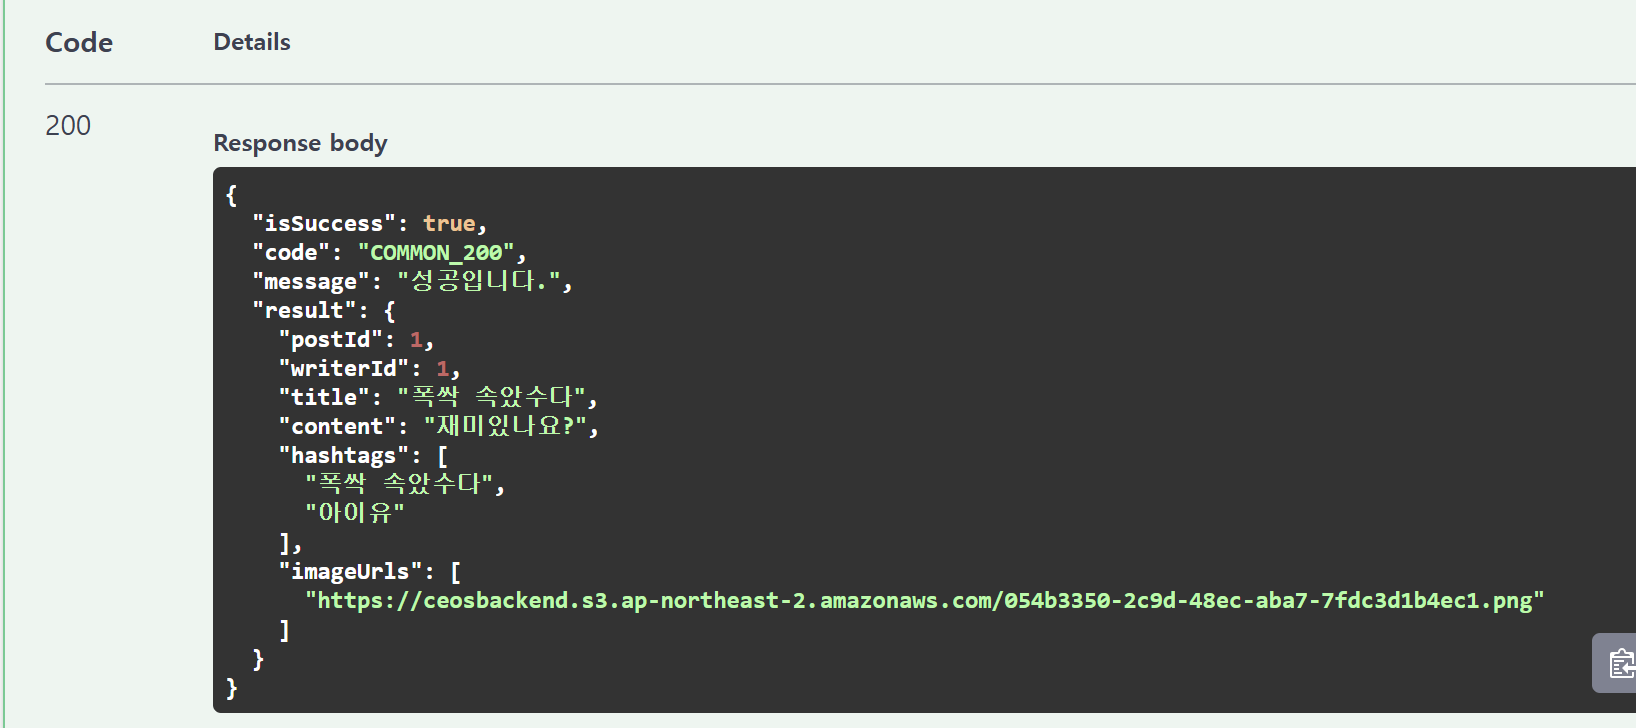 Code Details
200
Response body
{
  "isSuccess": true,
  "code": "COMMON_200",
  "message": "성공입니다.",
  "result": {
    "postId": 1,
    "writerId": 1,
    "title": "폭싹 속았수다",
    "content": "재미있나요?",
    "hashtags": [
      "폭싹 속았수다",
      "아이유"
    ],
    "imageUrls": [
      "https://ceosbackend.s3.ap-northeast-2.amazonaws.com/054b3350-2c9d-48ec-aba7-7fdc3d1b4ec1.png"
    ]
  }
}